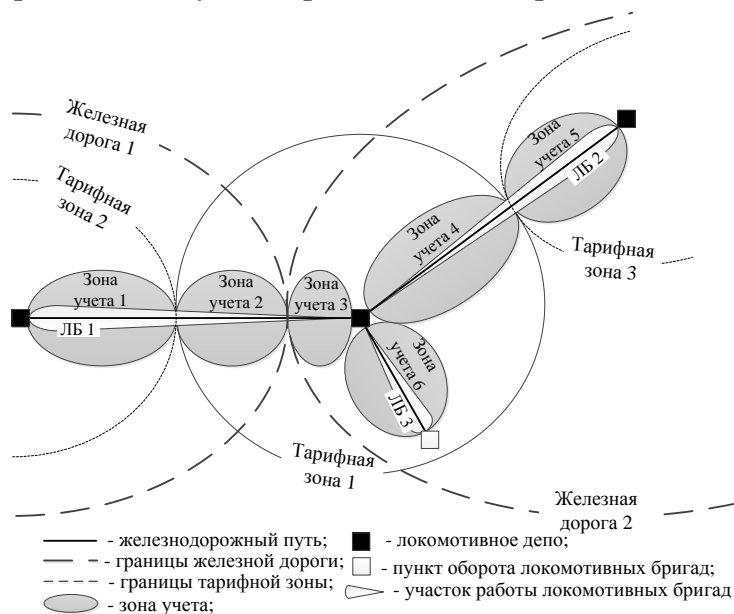 Железная
дорога 1
Тарифная
зона 2
Зона
учета 1
ЛБ 1
Зона
учета 2
Зона
учета 3
Зона
учета 4
Зона
учета 5
ЛБ 2
Тарифная
зона 3
Зона
учета 6
ЛБ 3
Тарифная
зона 1
Железная
дорога 2
- железнодорожный путь;
- границы железной дороги;
- границы тарифной зоны;
- зона учета;
- локомотивное депо;
- пункт оборота локомотивных бригад;
- участок работы локомотивных бригад